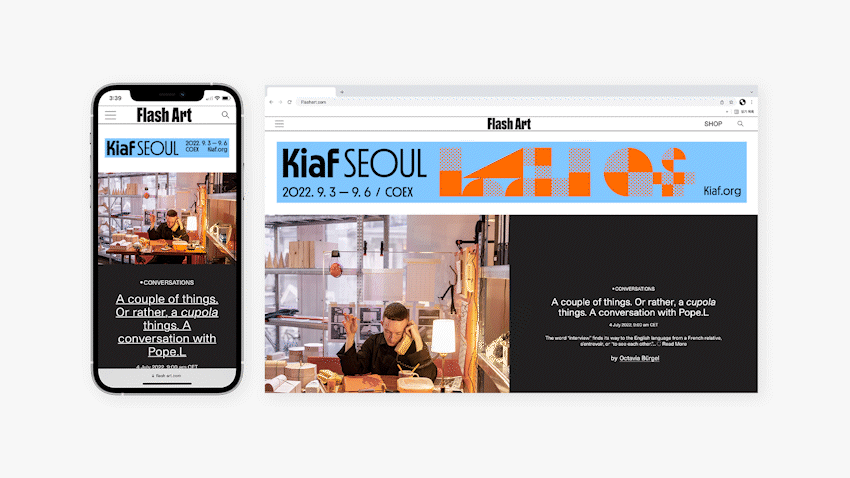 3:39
Flash Art
Kiaf SEOUL
2022. 9. 3 — 9. 6
COEX
Kiaf.org
•CONVERSATIONS
A couple of things.
Or rather, a cupola
things. A
conversation with
Pope.L
4 July 2022, 9:00 am CET
flash---art.com
Flashart.com
Flash Art
SHOP
Kiaf SEOUL
2022. 9. 3 — 9. 6 / COEX
Kiaf.org
•CONVERSATIONS
A couple of things. Or rather, a cupola
things. A conversation with Pope.L
4 July 2022, 9:00 am CET
The word "interview" finds its way to the English language from a French relative,
s'entrevoir, or "to see each other."...
Read More
by Octavia Bürgel